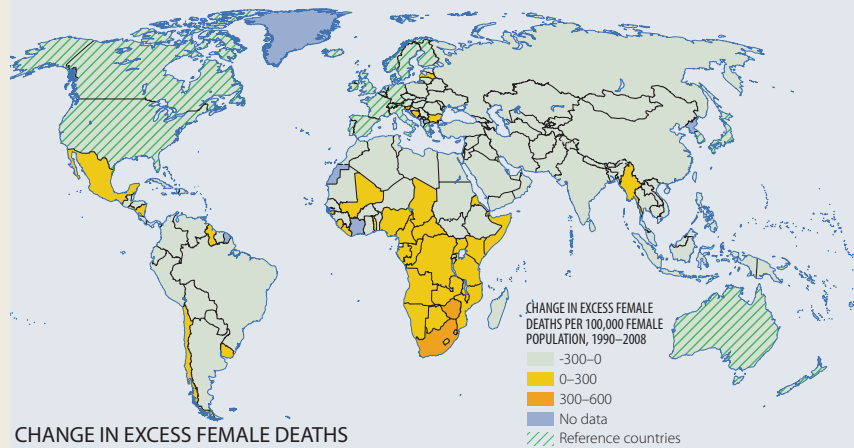 CHANGE IN EXCESS FEMALE
DEATHS PER 100,000 FEMALE
POPULATION, 1990–2008
-300–0
0–300
300–600
No data
Reference countries
CHANGE IN EXCESS FEMALE DEATHS